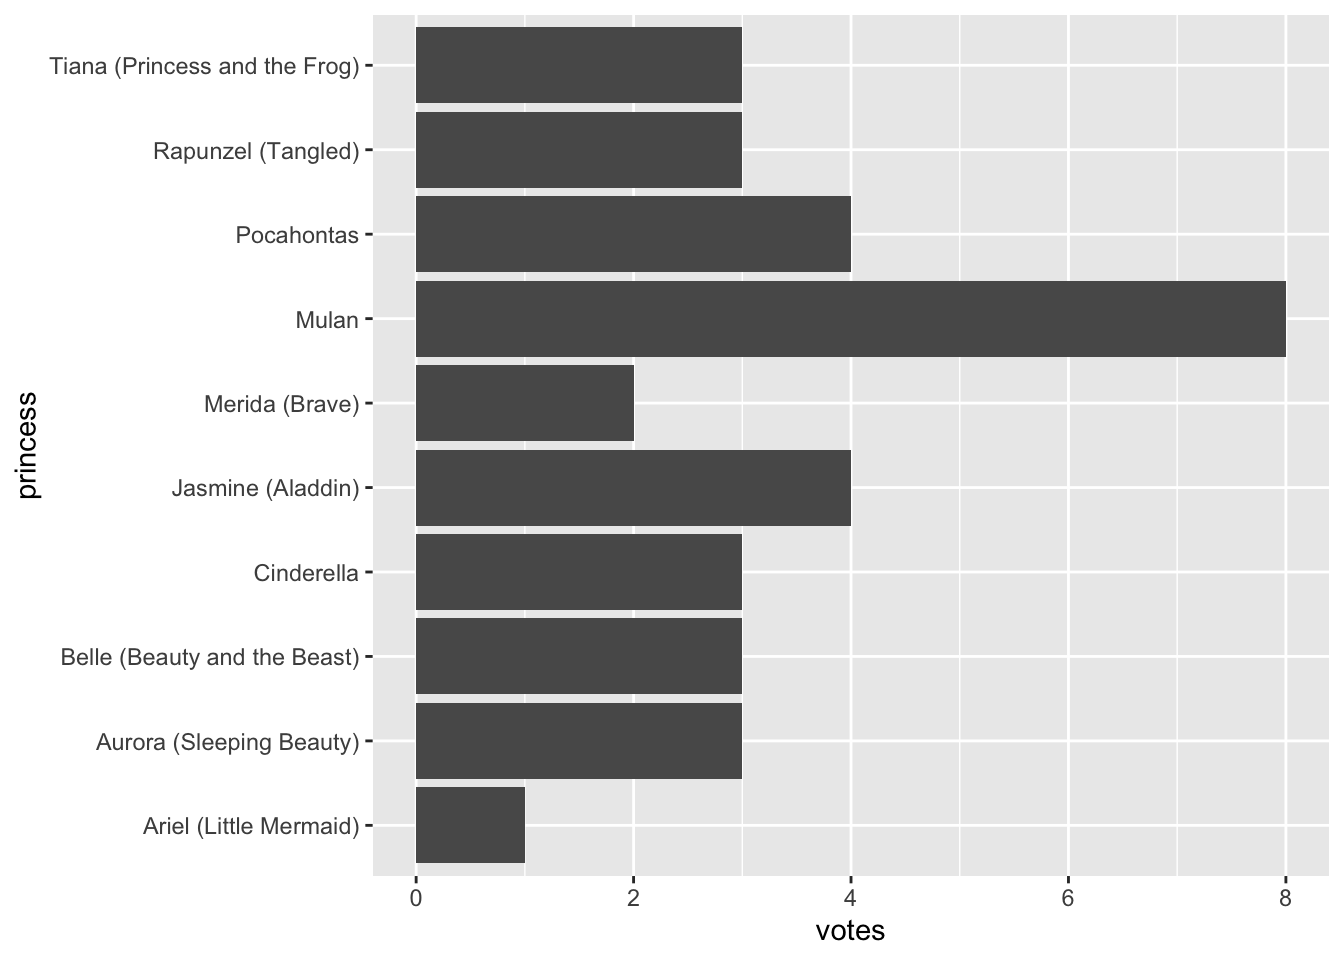 Tiana (Princess and the Frog)
Rapunzel (Tangled)
Pocahontas
Mulan
Merida (Brave)
Jasmine (Aladdin)
Cinderella
Belle (Beauty and the Beast)
Aurora (Sleeping Beauty)
Ariel (Little Mermaid)
princess
0 2 4 6 8
votes